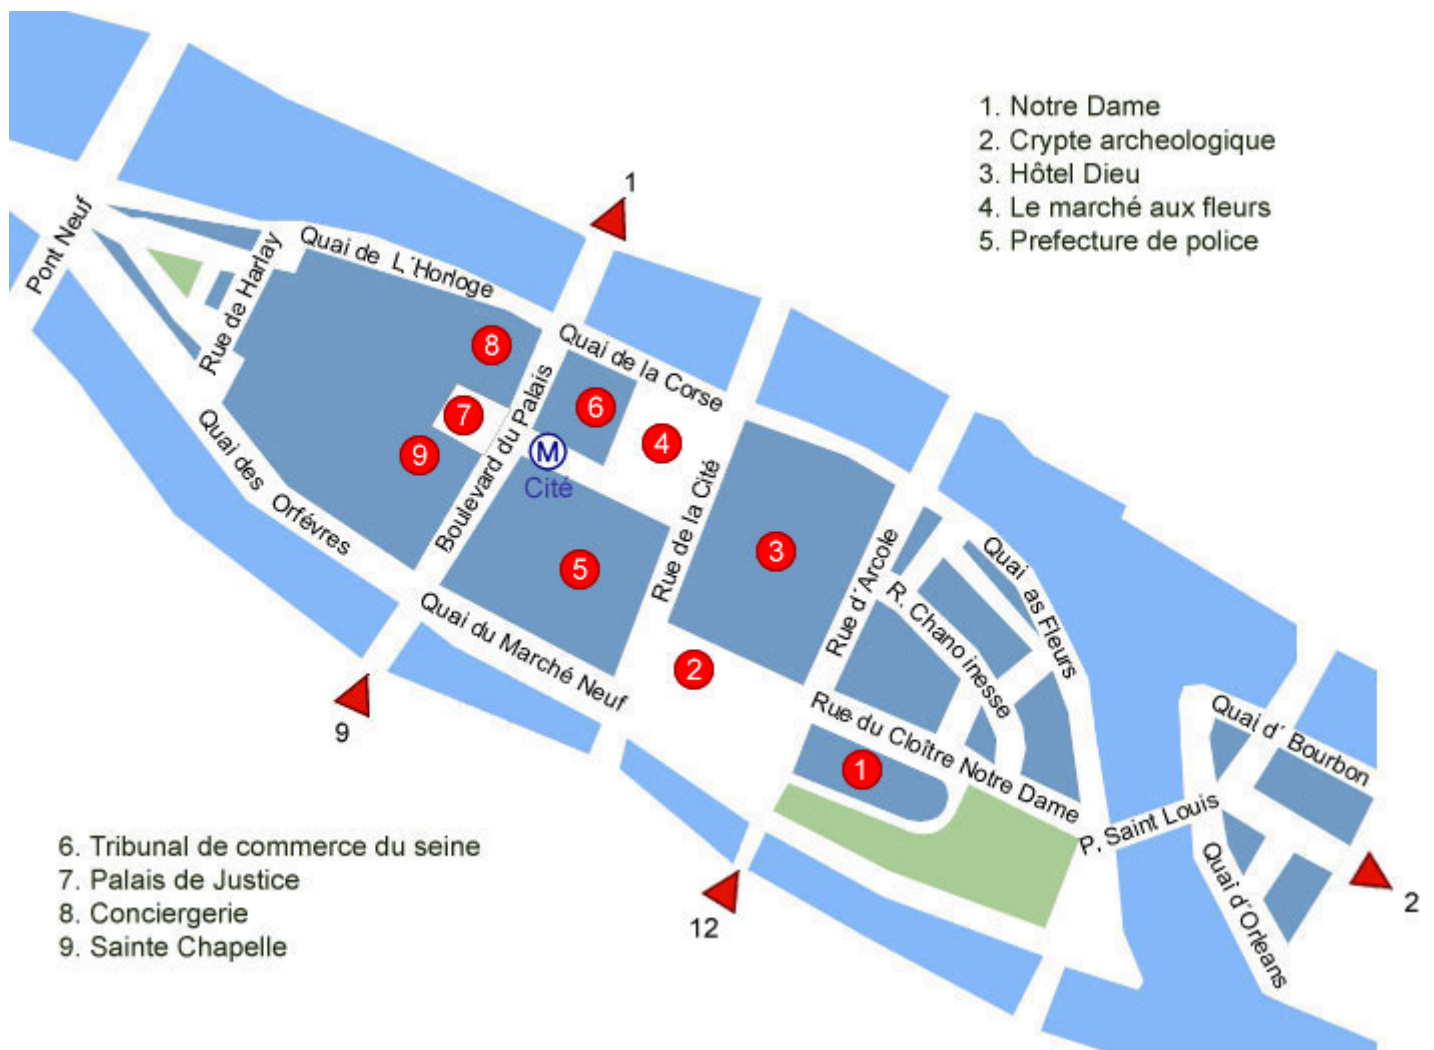 1. Notre Dame
2. Crypte archeologique
3. Hôtel Dieu
4. Le marché aux fleurs
5. Prefecture de police
1
Pont Neuf
Rue de Harlay
Quai de L´Horloge
8
Quai de la Corse
7
6
4
9
Boulevard du Palais
M
Cité
Quai des Orfévres
5
Rue de la Cité
3
Rue d´Arcole
R. Chano inesse
Quai as Fleurs
Quai du Marché Neuf
2
9
Rue du Cloître Notre Dame
1
Quai d´ Bourbon
P. Saint Louis
Quai d´Orleans
2
12
6. Tribunal de commerce du seine
7. Palais de Justice
8. Conciergerie
9. Sainte Chapelle